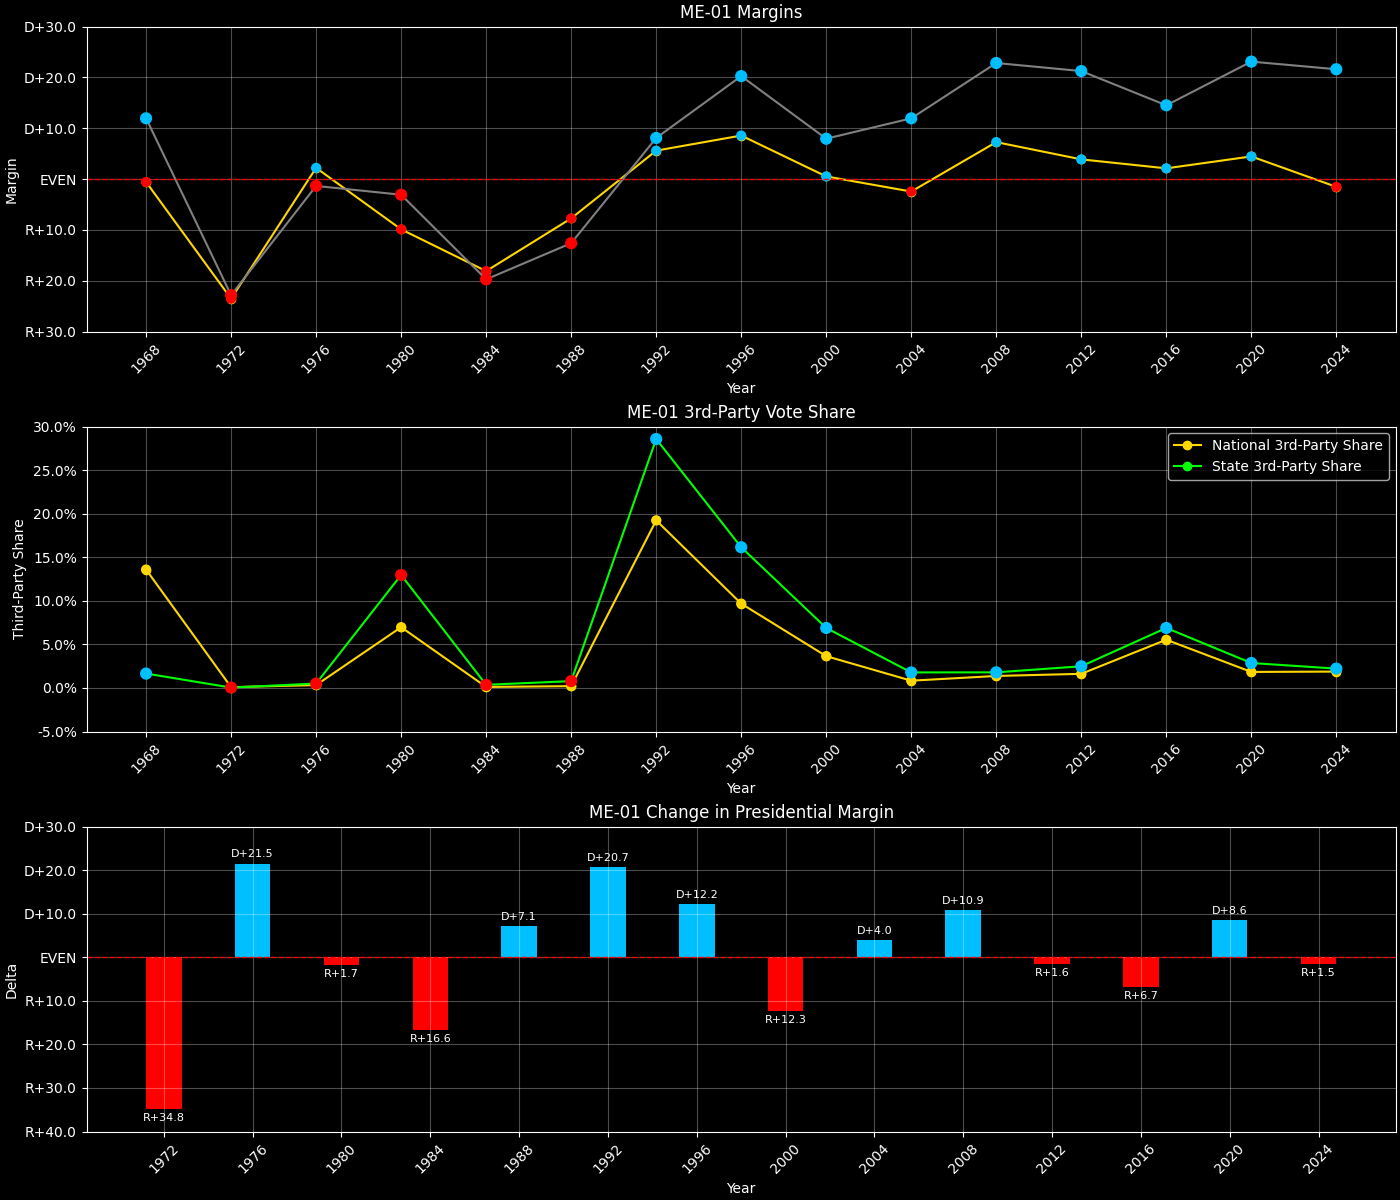 ME-01 Margins
D+30.0
D+20.0
D+10.0
EVEN
R+10.0
R+20.0
R+30.0
Margin
1968 1972 1976 1980 1984 1988 1992 1996 2000 2004 2008 2012 2016 2020 2024
Year
ME-01 3rd-Party Vote Share
30.0%
25.0%
20.0%
15.0%
10.0%
5.0%
0.0%
-5.0%
Third-Party Share
National 3rd-Party Share
State 3rd-Party Share
1968 1972 1976 1980 1984 1988 1992 1996 2000 2004 2008 2012 2016 2020 2024
Year
ME-01 Change in Presidential Margin
D+30.0
D+20.0
D+10.0
EVEN
R+10.0
R+20.0
R+30.0
R+40.0
Delta
R+34.8
D+21.5
R+1.7
R+16.6
D+7.1
D+20.7
D+12.2
R+12.3
D+4.0
D+10.9
R+1.6
R+6.7
D+8.6
R+1.5
1972 1976 1980 1984 1988 1992 1996 2000 2004 2008 2012 2016 2020 2024
Year